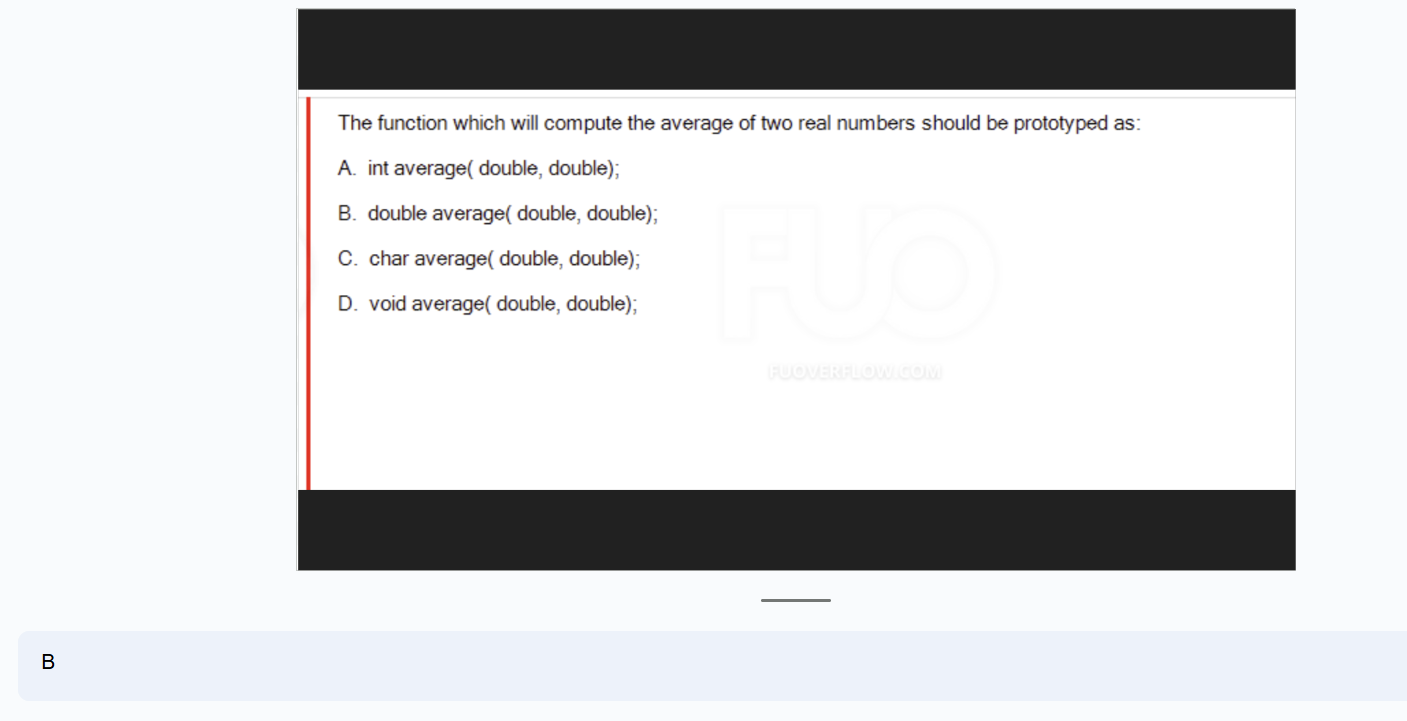 The function which will compute the average of two real numbers should be prototyped as:
A. int average( double, double);
B. double average( double, double);
C. char average( double, double);
D. void average( double, double);
FUO
FUOVERFLOW.COM
B